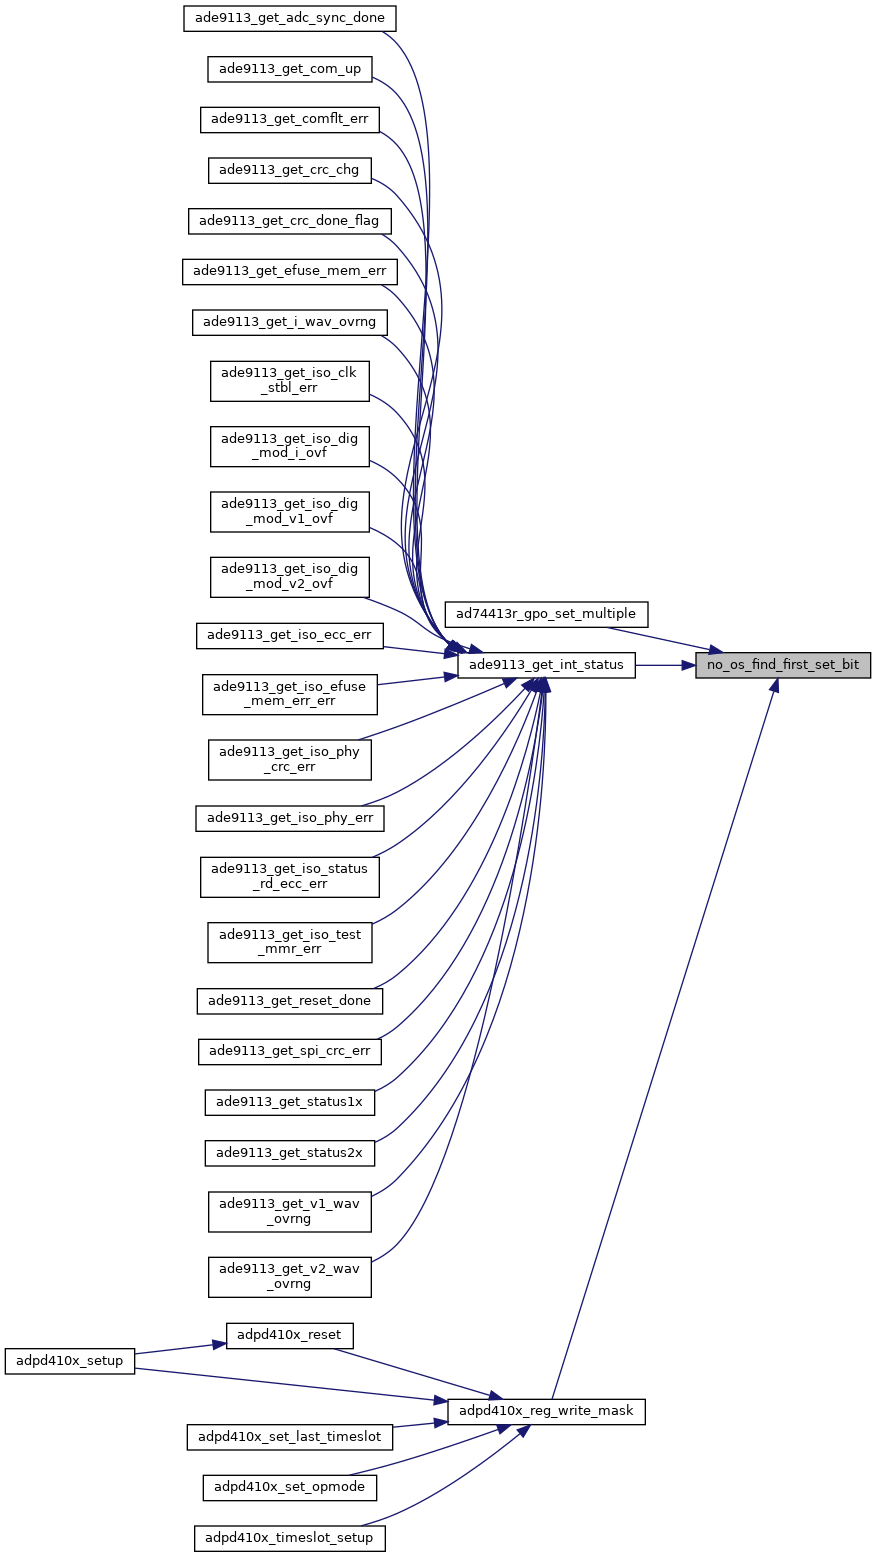 ade9113_get_adc_sync_done
ade9113_get_com_up
ade9113_get_comflt_err
ade9113_get_crc_chg
ade9113_get_crc_done_flag
ade9113_get_efuse_mem_err
ade9113_get_i_wav_ovrng
ade9113_get_iso_clk
_stbl_err
ade9113_get_iso_dig
_mod_i_ovf
ade9113_get_iso_dig
_mod_v1_ovf
ade9113_get_iso_dig
_mod_v2_ovf
ad74413r_gpo_set_multiple
ade9113_get_iso_ecc_err
ade9113_get_int_status
no_os_find_first_set_bit
ade9113_get_iso_efuse
_mem_err_err
ade9113_get_iso_phy
_crc_err
ade9113_get_iso_phy_err
ade9113_get_iso_status
_rd_ecc_err
ade9113_get_iso_test
_mmr_err
ade9113_get_reset_done
ade9113_get_spi_crc_err
ade9113_get_status1x
ade9113_get_status2x
ade9113_get_v1_wav
_ovrng
ade9113_get_v2_wav
_ovrng
adpd410x_reset
adpd410x_setup
adpd410x_reg_write_mask
adpd410x_set_last_timeslot
adpd410x_set_opmode
adpd410x_timeslot_setup